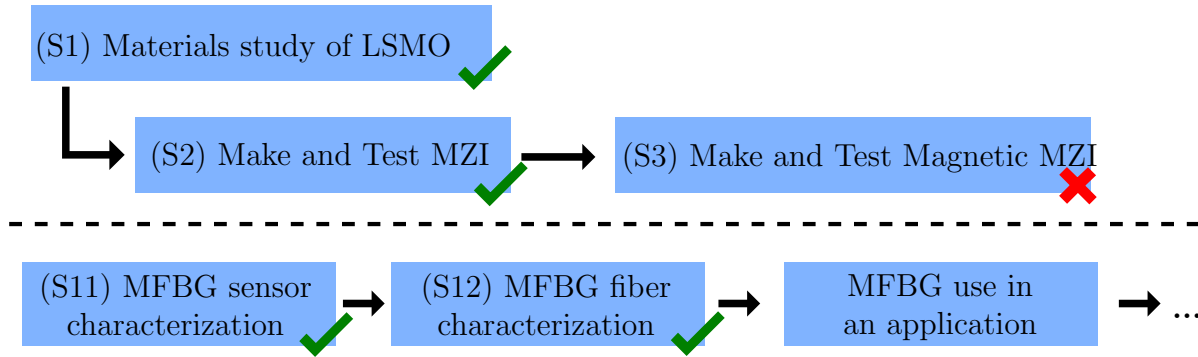 (S1) Materials study of LSMO
(S2) Make and Test MZI
(S3) Make and Test Magnetic MZI
(S11) MFBG sensor
characterization
(S12) MFBG fiber
characterization
MFBG use in
an application
...